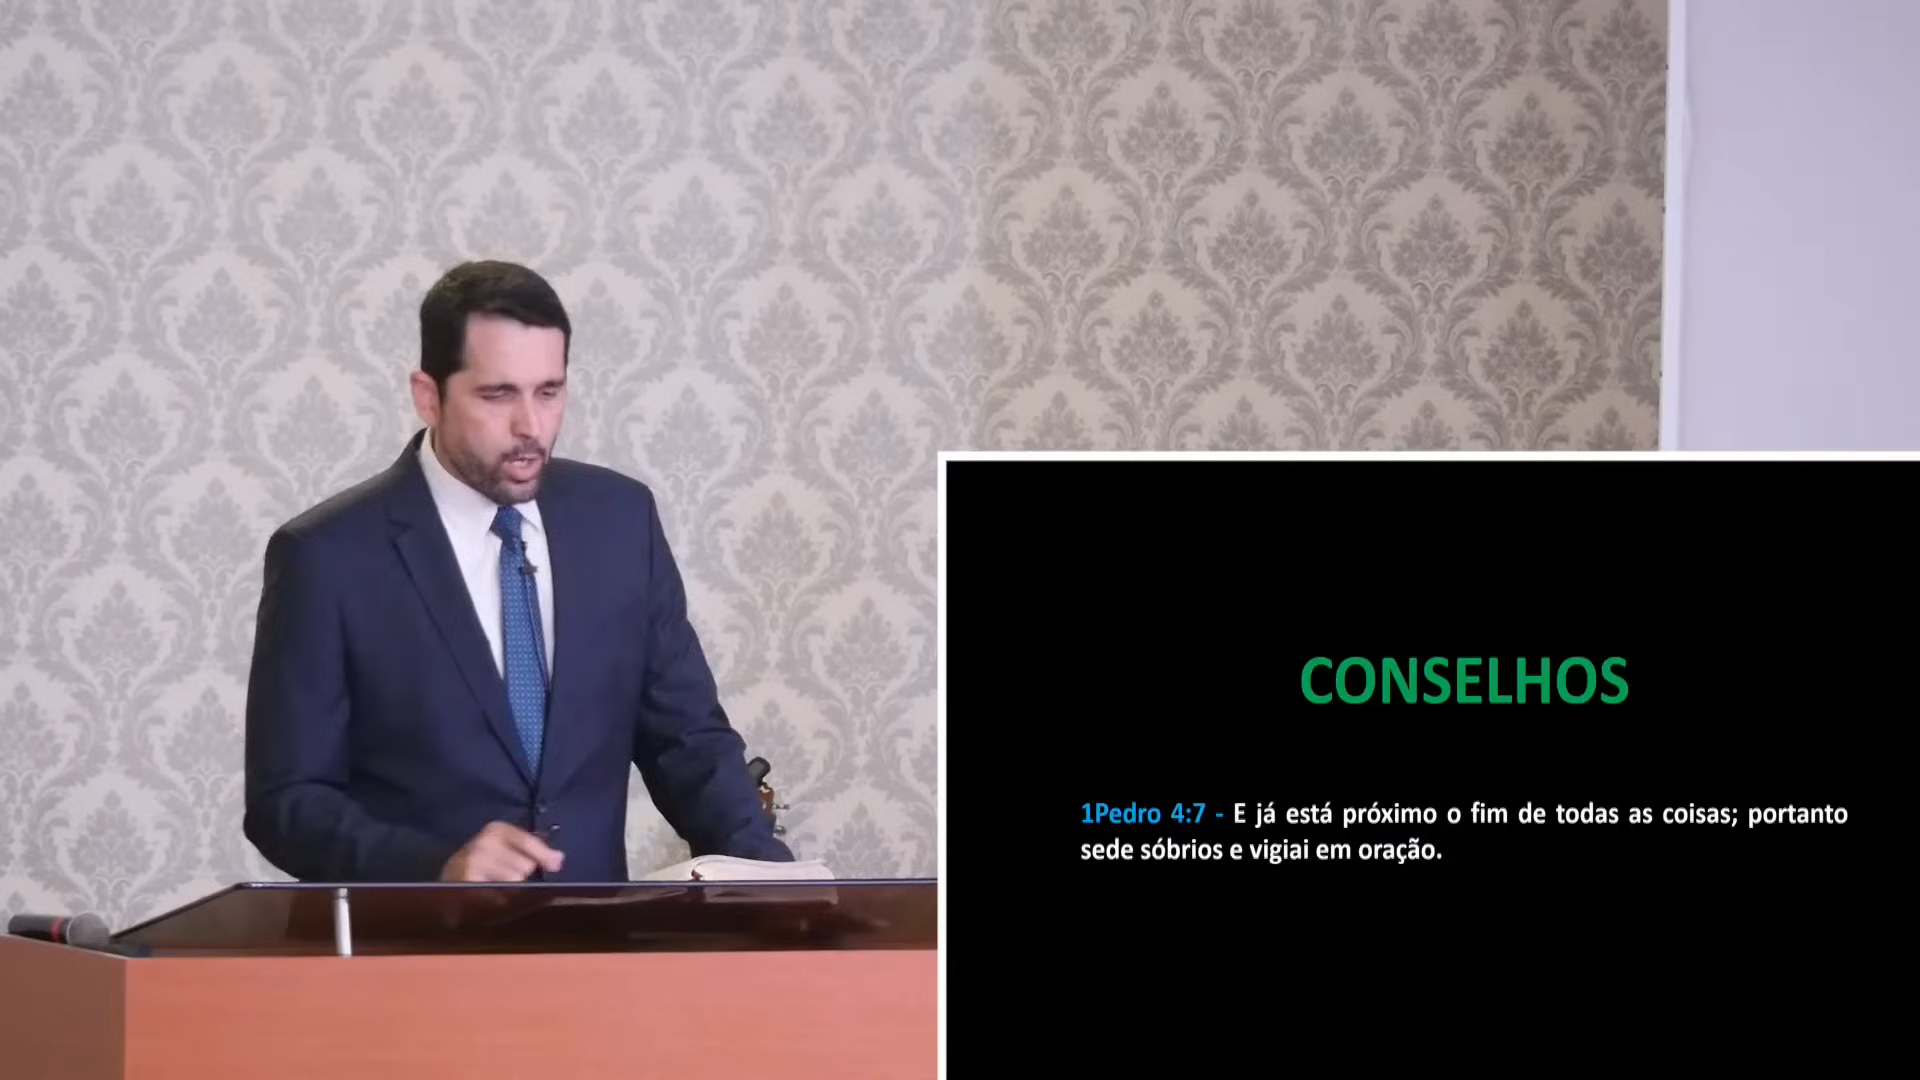 CONSELHOS
1Pedro 4:7 - E já está próximo o fim de todas as coisas; portanto
sede sóbrios e vigiai em oração.